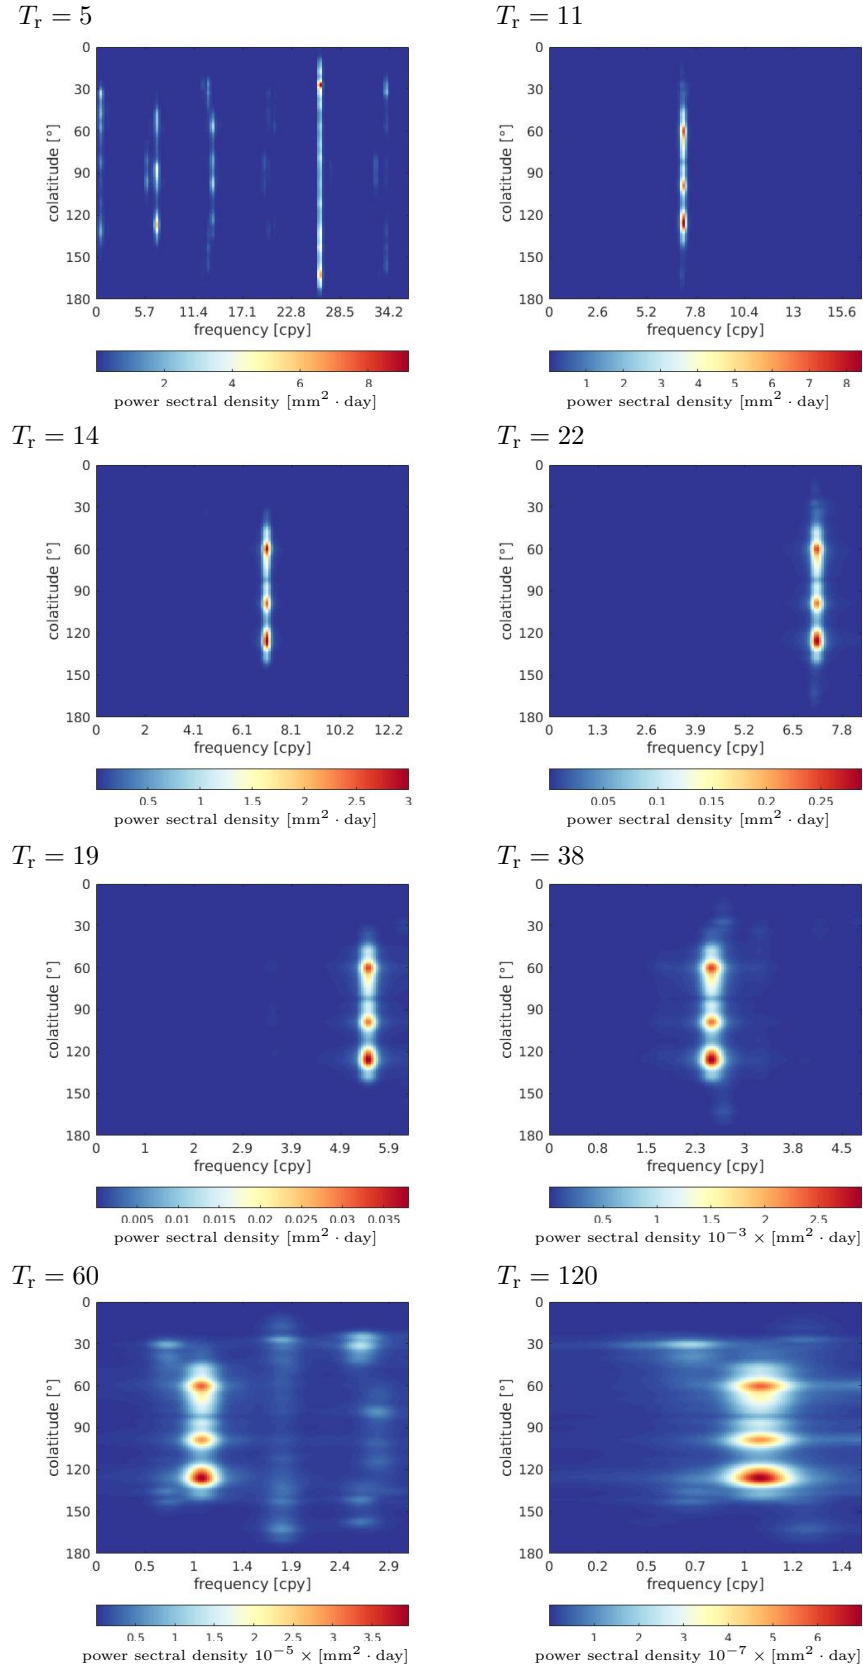 T_r = 5
0
30
60
90
120
150
180
colatitude [°]
0 5.7 11.4 17.1 22.8 28.5 34.2
frequency [cpy]
2 4 6 8
power sectral density [mm² · day]
T_r = 11
0
30
60
90
120
150
180
colatitude [°]
0 2.6 5.2 7.8 10.4 13 15.6
frequency [cpy]
1 2 3 4 5 6 7 8
power sectral density [mm² · day]
T_r = 14
0
30
60
90
120
150
180
colatitude [°]
0 2 4.1 6.1 8.1 10.2 12.2
frequency [cpy]
0.5 1 1.5 2 2.5 3
power sectral density [mm² · day]
T_r = 22
0
30
60
90
120
150
180
colatitude [°]
0 1.3 2.6 3.9 5.2 6.5 7.8
frequency [cpy]
0.05 0.1 0.15 0.2 0.25
power sectral density [mm² · day]
T_r = 19
0
30
60
90
120
150
180
colatitude [°]
0 1 2 2.9 3.9 4.9 5.9
frequency [cpy]
0.005 0.01 0.015 0.02 0.025 0.03 0.035
power sectral density [mm² · day]
T_r = 38
0
30
60
90
120
150
180
colatitude [°]
0 0.8 1.5 2.3 3 3.8 4.5
frequency [cpy]
0.5 1 1.5 2 2.5
power sectral density 10⁻³ × [mm² · day]
T_r = 60
0
30
60
90
120
150
180
colatitude [°]
0 0.5 1 1.4 1.9 2.4 2.9
frequency [cpy]
0.5 1 1.5 2 2.5 3 3.5
power sectral density 10⁻⁵ × [mm² · day]
T_r = 120
0
30
60
90
120
150
180
colatitude [°]
0 0.2 0.5 0.7 1 1.2 1.4
frequency [cpy]
1 2 3 4 5 6
power sectral density 10⁻⁷ × [mm² · day]